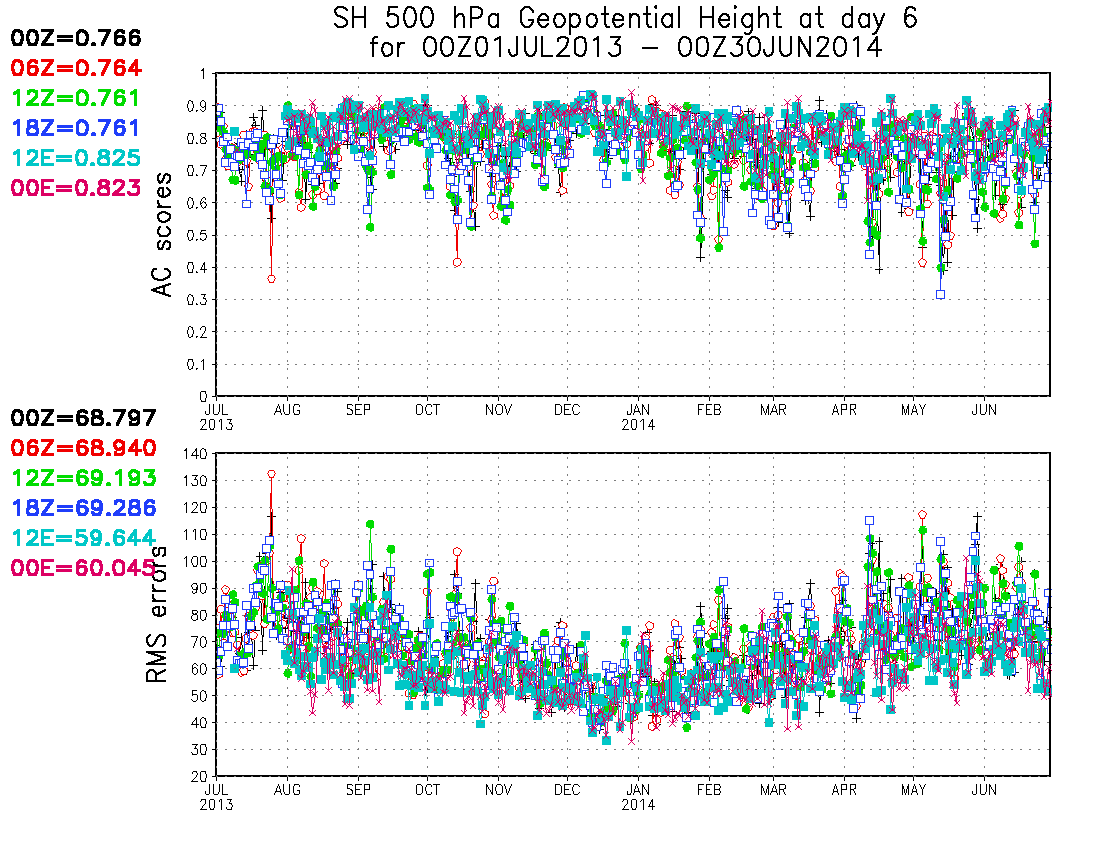 SH 500 hPa Geopotential Height at day 6
for 00Z01JUL2013 – 00Z30JUN2014
00Z=0.766
06Z=0.764
12Z=0.761
18Z=0.761
12E=0.825
00E=0.823
AC scores
1
0.9
0.8
0.7
0.6
0.5
0.4
0.3
0.2
0.1
0
JUL AUG SEP OCT NOV DEC JAN FEB MAR APR MAY JUN
2013 2014
00Z=68.797
06Z=68.940
12Z=69.193
18Z=69.286
12E=59.644
00E=60.045
RMS errors
140
130
120
110
100
90
80
70
60
50
40
30
20
JUL AUG SEP OCT NOV DEC JAN FEB MAR APR MAY JUN
2013 2014